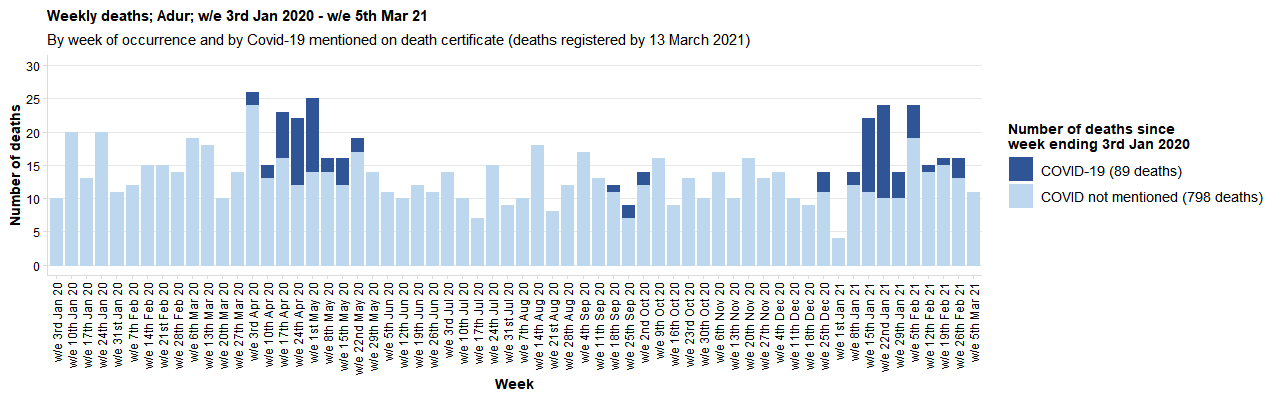 Weekly deaths; Adur; w/e 3rd Jan 2020 - w/e 5th Mar 21
By week of occurrence and by Covid-19 mentioned on death certificate (deaths registered by 13 March 2021)
Number of deaths
30
25
20
15
10
5
0
w/e 3rd Jan 20
w/e 10th Jan 20
w/e 17th Jan 20
w/e 24th Jan 20
w/e 31st Jan 20
w/e 7th Feb 20
w/e 14th Feb 20
w/e 21st Feb 20
w/e 28th Feb 20
w/e 6th Mar 20
w/e 13th Mar 20
w/e 20th Mar 20
w/e 27th Mar 20
w/e 3rd Apr 20
w/e 10th Apr 20
w/e 17th Apr 20
w/e 24th Apr 20
w/e 1st May 20
w/e 8th May 20
w/e 15th May 20
w/e 22nd May 20
w/e 29th May 20
w/e 5th Jun 20
w/e 12th Jun 20
w/e 19th Jun 20
w/e 26th Jun 20
w/e 3rd Jul 20
w/e 10th Jul 20
w/e 17th Jul 20
w/e 24th Jul 20
w/e 31st Jul 20
w/e 7th Aug 20
w/e 14th Aug 20
w/e 21st Aug 20
w/e 28th Aug 20
w/e 4th Sep 20
w/e 11th Sep 20
w/e 18th Sep 20
w/e 25th Sep 20
w/e 2nd Oct 20
w/e 9th Oct 20
w/e 16th Oct 20
w/e 23rd Oct 20
w/e 30th Oct 20
w/e 6th Nov 20
w/e 13th Nov 20
w/e 20th Nov 20
w/e 27th Nov 20
w/e 4th Dec 20
w/e 11th Dec 20
w/e 18th Dec 20
w/e 25th Dec 20
w/e 1st Jan 21
w/e 8th Jan 21
w/e 15th Jan 21
w/e 22nd Jan 21
w/e 29th Jan 21
w/e 5th Feb 21
w/e 12th Feb 21
w/e 19th Feb 21
w/e 26th Feb 21
w/e 5th Mar 21
Week
Number of deaths since
week ending 3rd Jan 2020
COVID-19 (89 deaths)
COVID not mentioned (798 deaths)